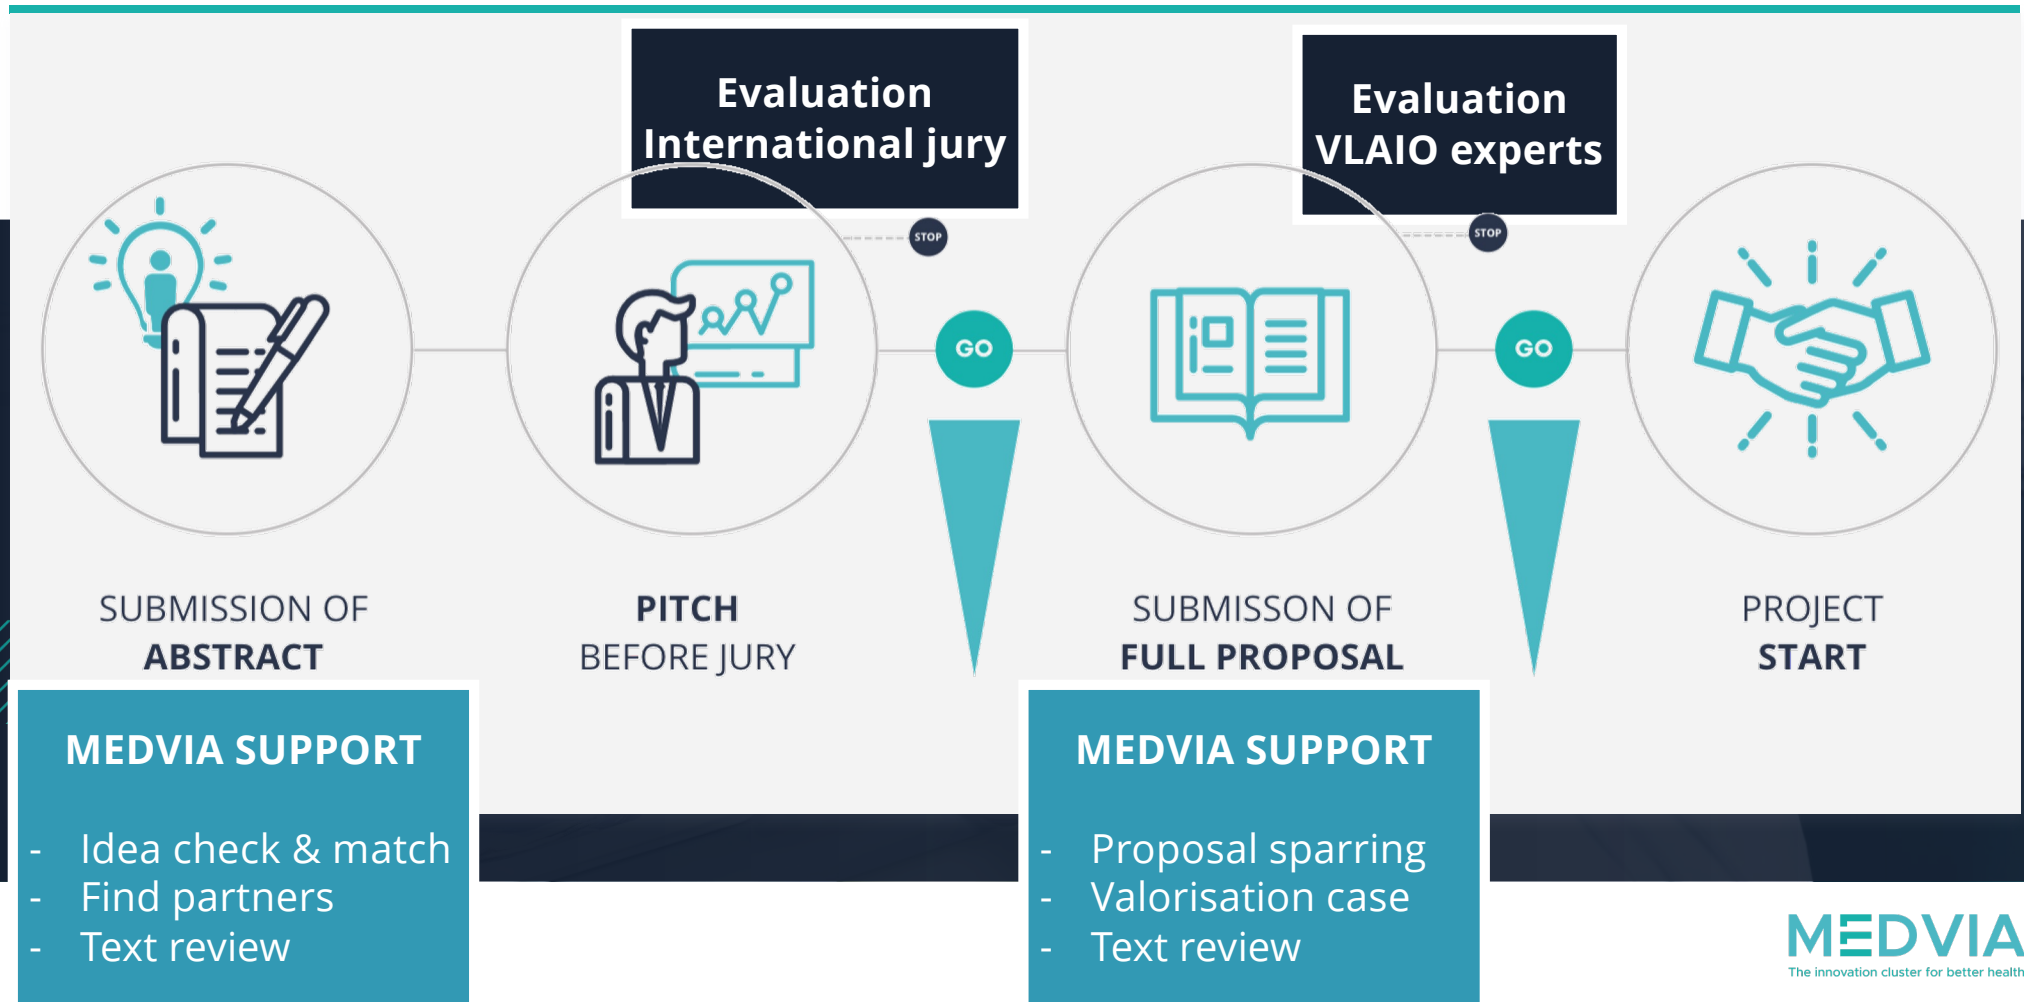 Evaluation
International jury
Evaluation
VLAIO experts
STOP
STOP
GO
GO
SUBMISSION OF
ABSTRACT
PITCH
BEFORE JURY
SUBMISSON OF
FULL PROPOSAL
PROJECT
START
MEDVIA SUPPORT
- Idea check & match
- Find partners
- Text review
MEDVIA SUPPORT
- Proposal sparring
- Valorisation case
- Text review
MEDVIA
The innovation cluster for better health